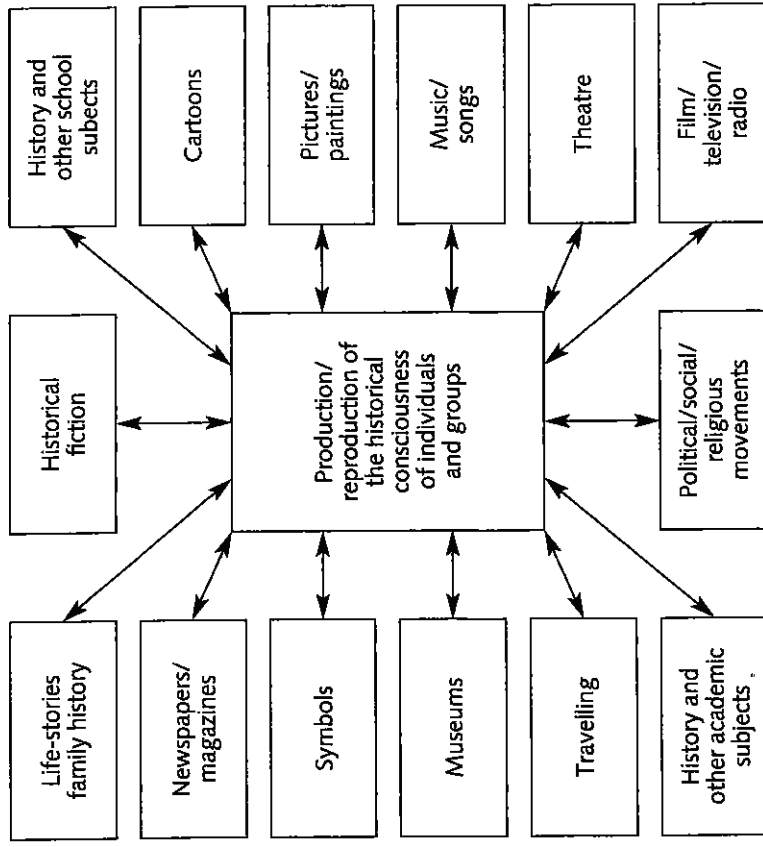 Life-stories
family history
Historical
fiction
History and
other school
subects
Newspapers/
magazines
Cartoons
Symbols
Production/
reproduction of
the historical
consciousness
of individuals
and groups
Pictures/
paintings
Museums
Music/
songs
Travelling
Theatre
History and
other academic
subjects .
Political/social/
religious
movements
Film/
television/
radio